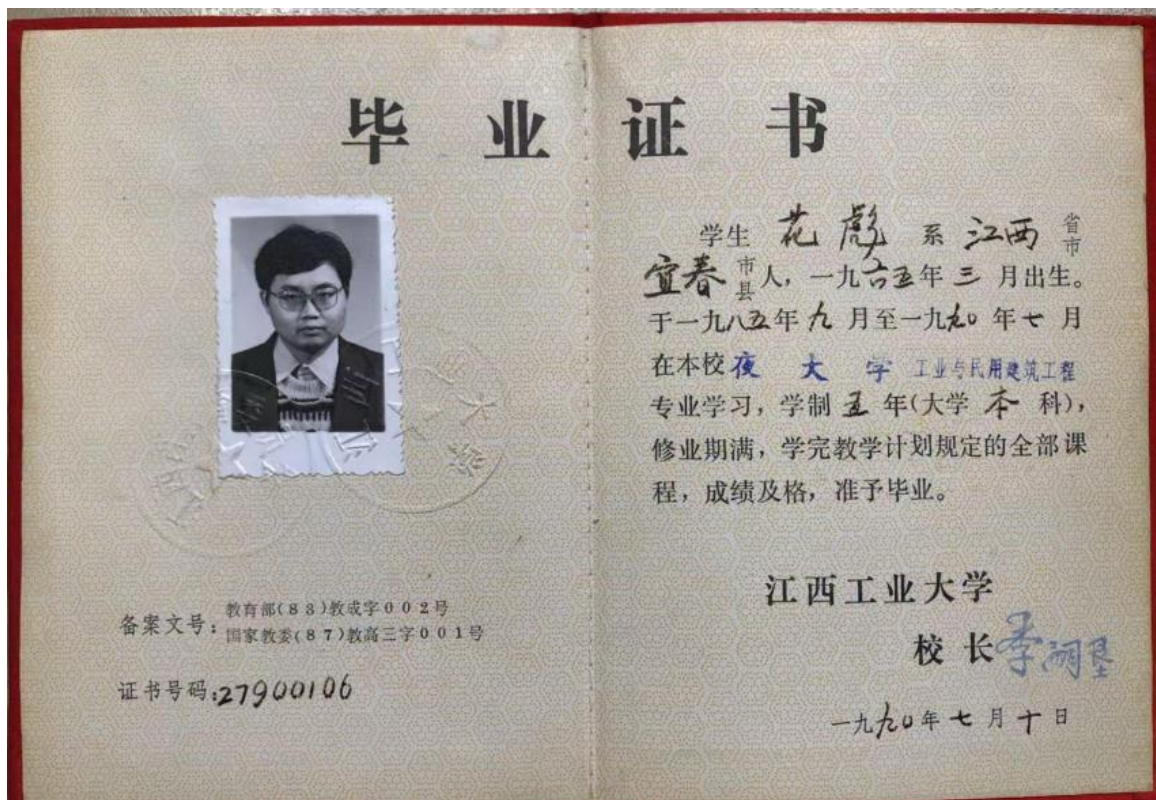 毕业证书
学生 花彪 系 江西 省市
宜春 市县 人，一九六五年三月出生。
于一九八五年九月至一九九0年七月
在本校夜大学 工业与民用建筑工程
专业学习，学制五年(大学本科)，
修业期满，学完教学计划规定的全部课
程，成绩及格，准予毕业。
江西工业大学
校长
一九九0年七月十日
备案文号：教育部(83)教成字002号
国家教委(87)教高三字001号
证书号码:27900106